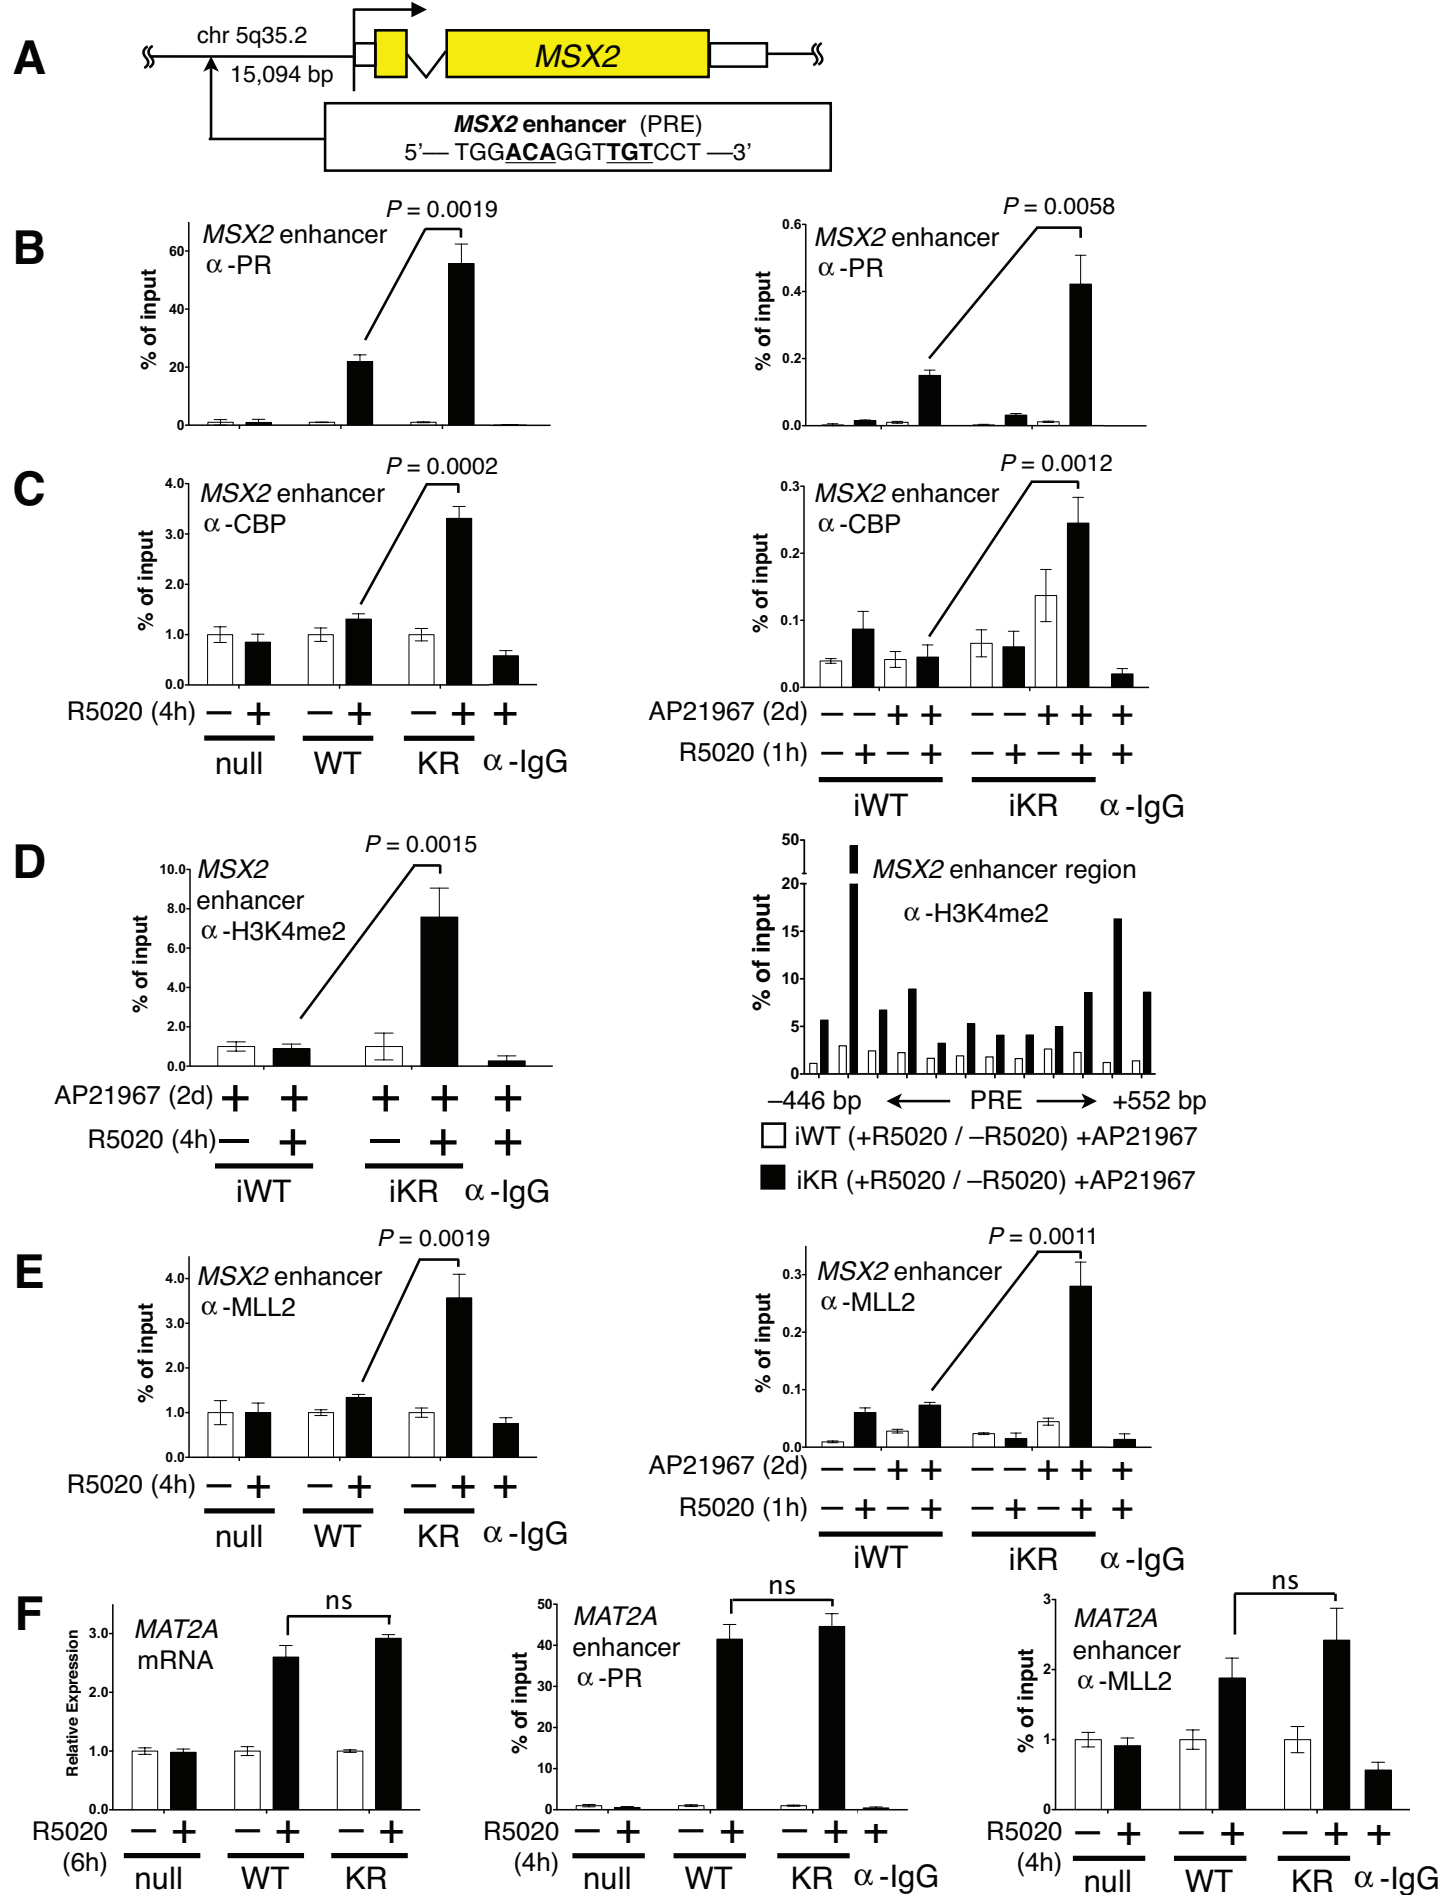 A
chr 5q35.2
15,094 bp
MSX2
MSX2 enhancer (PRE)
5’— TGGACAGGTTGTCCT —3’
B
P = 0.0019
MSX2 enhancer
α-PR
% of input
60
40
20
0
P = 0.0058
MSX2 enhancer
α-PR
% of input
0.6
0.4
0.2
0.0
C
P = 0.0002
MSX2 enhancer
α-CBP
% of input
4.0
3.0
2.0
1.0
0.0
R5020 (4h) — + — + — + +
null WT KR α-IgG
P = 0.0012
MSX2 enhancer
α-CBP
% of input
0.3
0.2
0.1
0.0
AP21967 (2d) — — + + — — + + +
R5020 (1h) — + — + — + — + +
iWT iKR α-IgG
D
P = 0.0015
MSX2
enhancer
α-H3K4me2
% of input
10.0
8.0
6.0
4.0
2.0
0.0
AP21967 (2d) + + + + +
R5020 (4h) — + — + +
iWT iKR α-IgG
MSX2 enhancer region
α-H3K4me2
% of input
50
20
15
10
5
0
–446 bp PRE +552 bp
iWT (+R5020 / –R5020) +AP21967
iKR (+R5020 / –R5020) +AP21967
E
P = 0.0019
MSX2 enhancer
α-MLL2
% of input
4.0
3.0
2.0
1.0
0.0
R5020 (4h) — + — + — + +
null WT KR α-IgG
P = 0.0011
MSX2 enhancer
α-MLL2
% of input
0.3
0.2
0.1
0.0
AP21967 (2d) — — + + — — + + +
R5020 (1h) — + — + — + — + +
iWT iKR α-IgG
F
ns
MAT2A
mRNA
Relative Expression
3.0
2.0
1.0
0.0
R5020 — + — + — +
(6h)
null WT KR
ns
MAT2A
enhancer
α-PR
% of input
50
40
30
20
10
0
R5020 — + — + — + +
(4h)
null WT KR α-IgG
ns
MAT2A
enhancer
α-MLL2
% of input
3
2
1
0
R5020 — + — + — + +
(4h)
null WT KR α-IgG